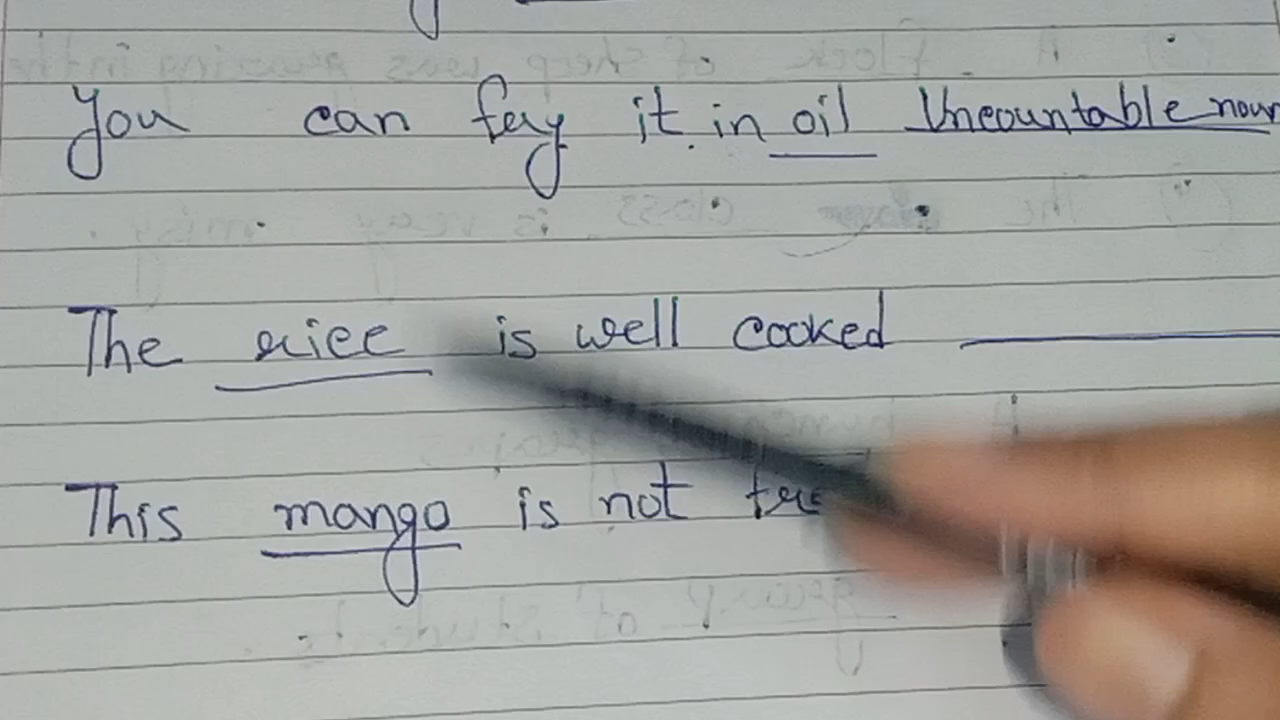 You can fry it in oil Uncountable noun
The rice is well cooked
This mango is not